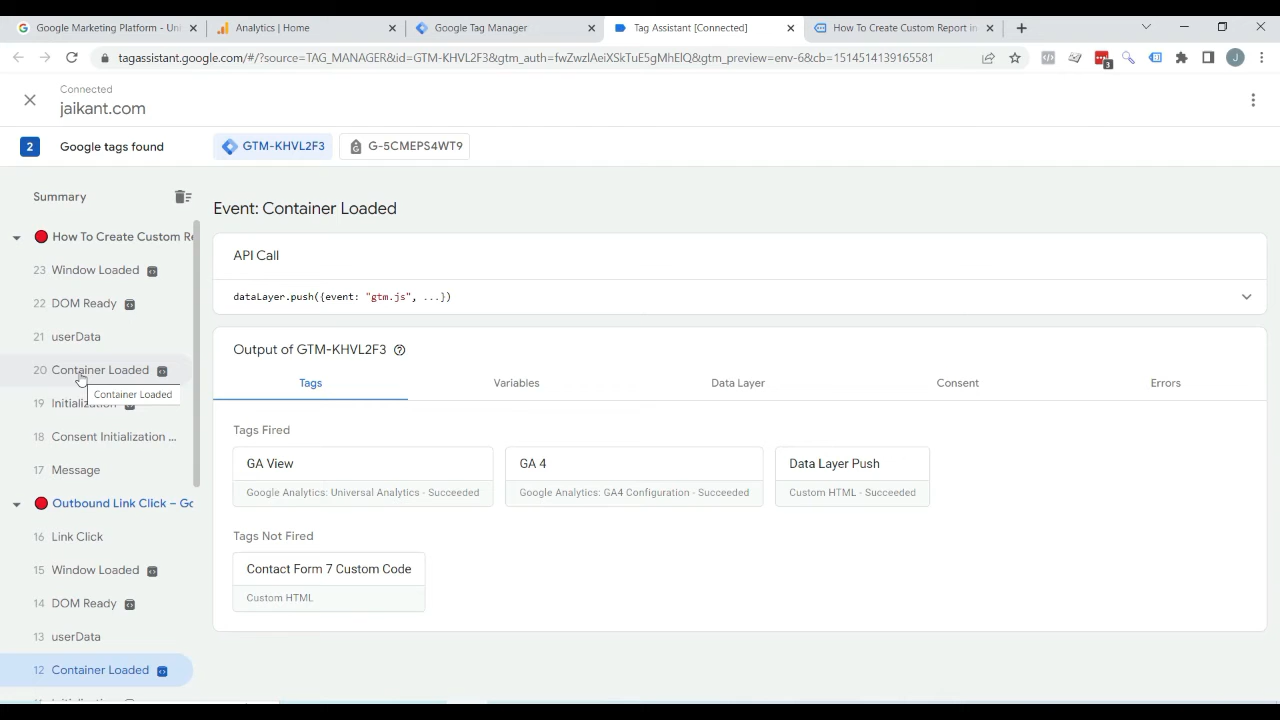 Google Marketing Platform - Uni
Analytics | Home
Google Tag Manager
Tag Assistant [Connected]
How To Create Custom Report in
tagassistant.google.com/#/?source=TAG_MANAGER&id=GTM-KHVL2F3&gtm_auth=fwZwzlAeiXSkTuE5gMhElQ&gtm_preview=env-6&cb=1514514139165581
3
J
Connected
jaikant.com
2 Google tags found
GTM-KHVL2F3
G-5CMEPS4WT9
Summary
How To Create Custom Re
23 Window Loaded
22 DOM Ready
21 userData
20 Container Loaded
Container Loaded
19 Initialization
18 Consent Initialization ...
17 Message
Outbound Link Click – Go
16 Link Click
15 Window Loaded
14 DOM Ready
13 userData
12 Container Loaded
Event: Container Loaded
API Call
dataLayer.push({event: "gtm.js", ...})
Output of GTM-KHVL2F3
Tags
Variables
Data Layer
Consent
Errors
Tags Fired
GA View
Google Analytics: Universal Analytics - Succeeded
GA 4
Google Analytics: GA4 Configuration - Succeeded
Data Layer Push
Custom HTML - Succeeded
Tags Not Fired
Contact Form 7 Custom Code
Custom HTML